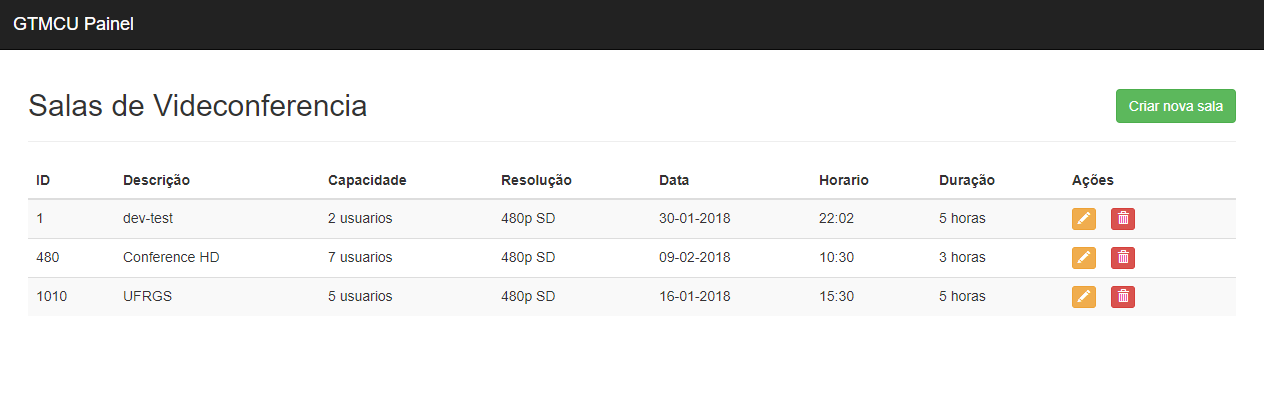 GTMCU Painel
Salas de Videconferencia
Criar nova sala
ID Descrição Capacidade Resolução Data Horario Duração Ações
1 dev-test 2 usuarios 480p SD 30-01-2018 22:02 5 horas
480 Conference HD 7 usuarios 480p SD 09-02-2018 10:30 3 horas
1010 UFRGS 5 usuarios 480p SD 16-01-2018 15:30 5 horas